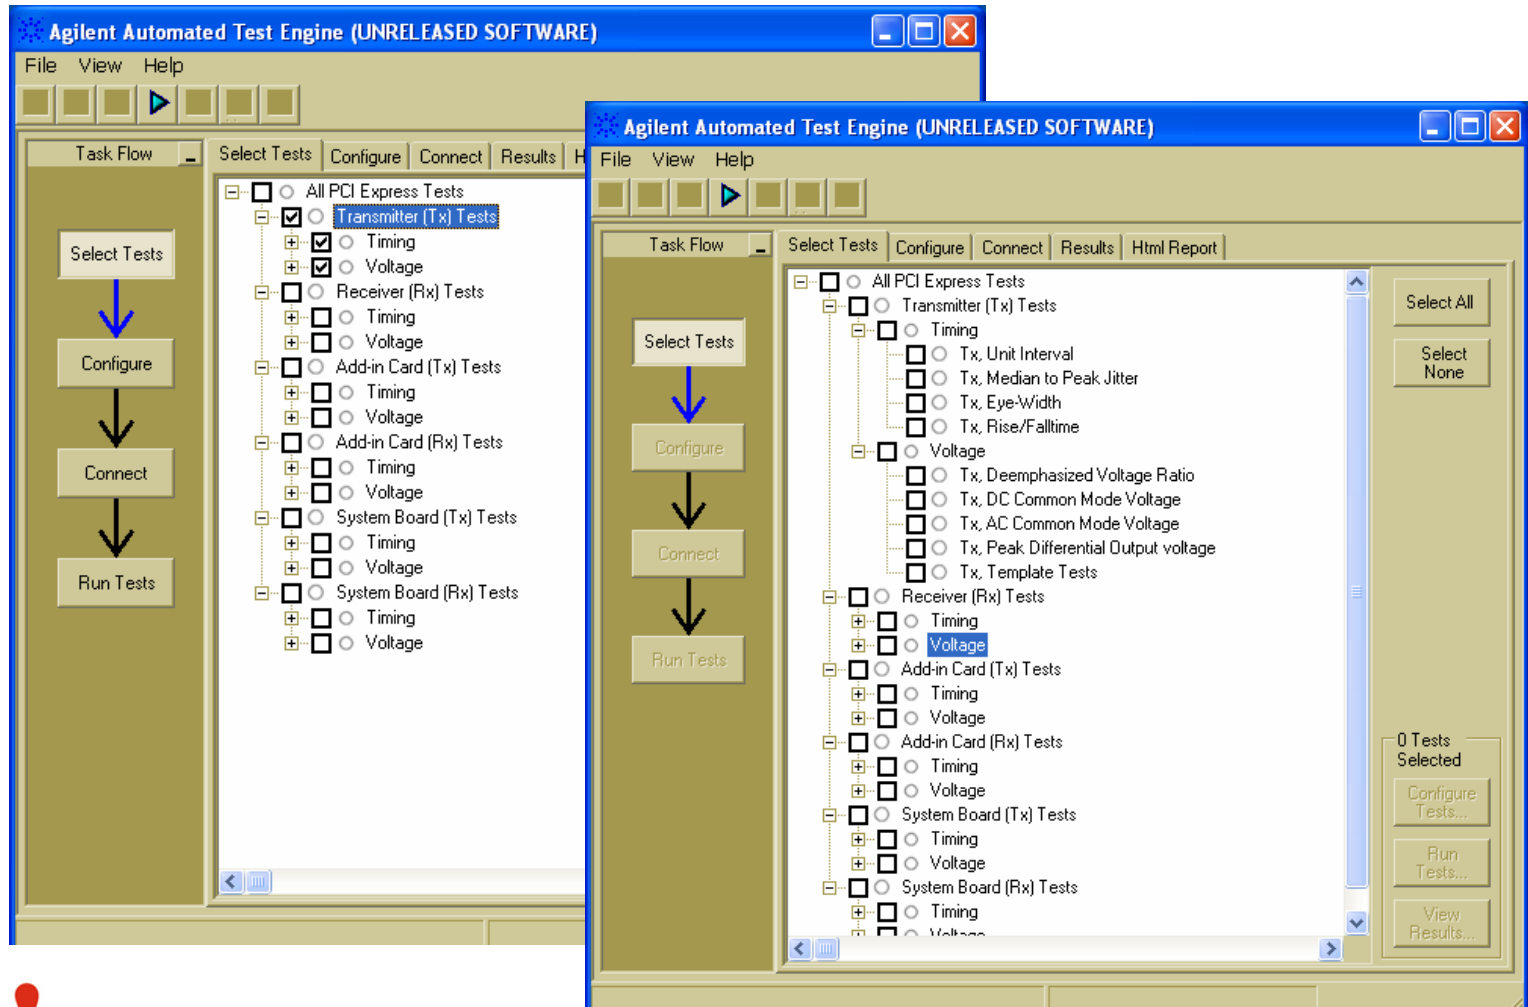 Agilent Automated Test Engine (UNRELEASED SOFTWARE)
File View Help
Task Flow
Select Tests
Configure
Connect
Run Tests
Select Tests Configure Connect Results H
All PCI Express Tests
Transmitter (Tx) Tests
Timing
Voltage
Receiver (Rx) Tests
Timing
Voltage
Add-in Card (Tx) Tests
Timing
Voltage
Add-in Card (Rx) Tests
Timing
Voltage
System Board (Tx) Tests
Timing
Voltage
System Board (Rx) Tests
Timing
Voltage
Agilent Automated Test Engine (UNRELEASED SOFTWARE)
File View Help
Task Flow
Select Tests
Configure
Connect
Run Tests
Select Tests Configure Connect Results Html Report
All PCI Express Tests
Transmitter (Tx) Tests
Timing
Tx, Unit Interval
Tx, Median to Peak Jitter
Tx, Eye-Width
Tx, Rise/Falltime
Voltage
Tx, Deemphasized Voltage Ratio
Tx, DC Common Mode Voltage
Tx, AC Common Mode Voltage
Tx, Peak Differential Output voltage
Tx, Template Tests
Receiver (Rx) Tests
Timing
Voltage
Add-in Card (Tx) Tests
Timing
Voltage
Add-in Card (Rx) Tests
Timing
Voltage
System Board (Tx) Tests
Timing
Voltage
System Board (Rx) Tests
Timing
Voltage
Select All
Select
None
0 Tests
Selected
Configure
Tests...
Run
Tests...
View
Results...